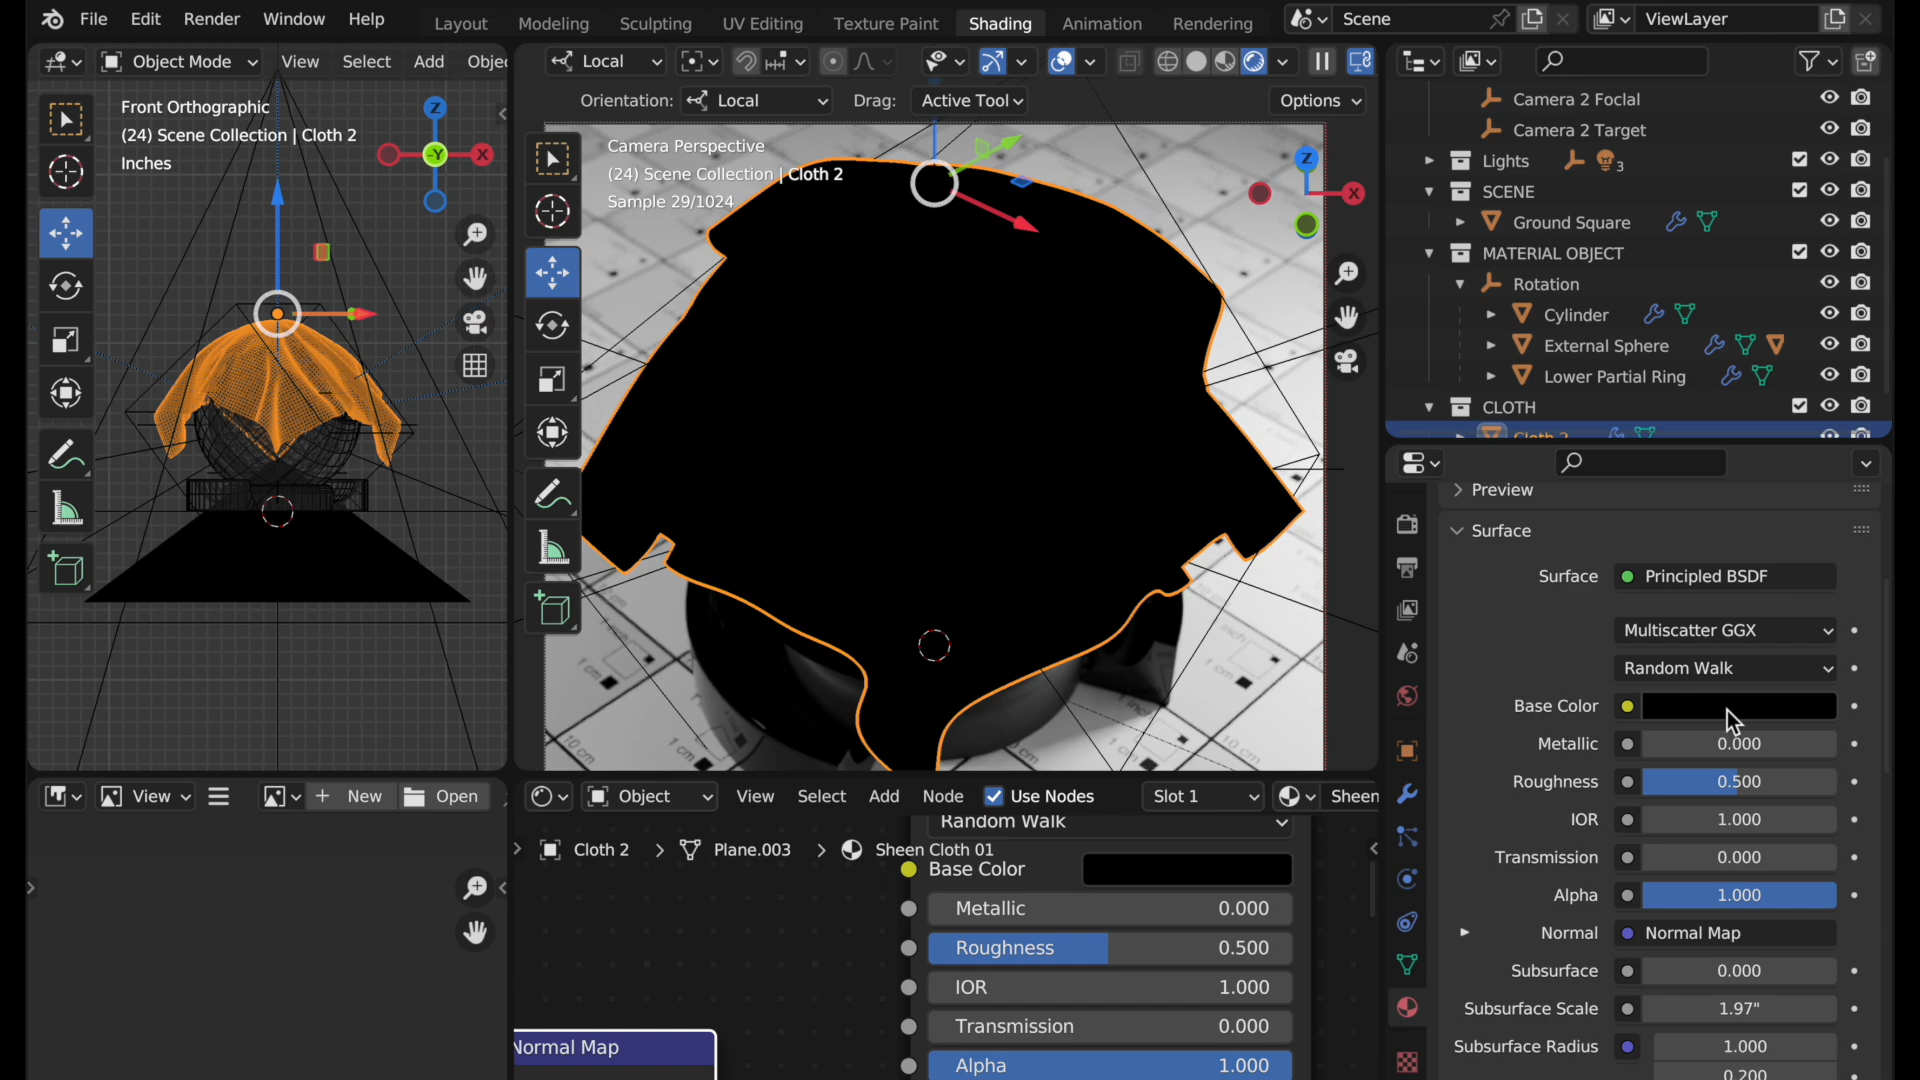 File Edit Render Window Help
Layout Modeling Sculpting UV Editing Texture Paint Shading Animation Rendering
Scene
ViewLayer
Object Mode View Select Add Objec
Front Orthographic
(24) Scene Collection | Cloth 2
Inches
Z
-Y
X
Local
Orientation: Local Drag: Active Tool Options
Camera Perspective
(24) Scene Collection | Cloth 2
Sample 29/1024
Z
X
Camera 2 Foclal
Camera 2 Target
Lights 3
SCENE
Ground Square
MATERIAL OBJECT
Rotation
Cylinder
External Sphere
Lower Partial Ring
CLOTH
Cloth 2
Preview
Surface
Surface Principled BSDF
Multiscatter GGX
Random Walk
Base Color
Metallic 0.000
Roughness 0.500
IOR 1.000
Transmission 0.000
Alpha 1.000
Normal Normal Map
Subsurface 0.000
Subsurface Scale 1.97"
Subsurface Radius 1.000
0.200
View New Open
Object View Select Add Node Use Nodes Slot 1 Sheen
Random Walk
Cloth 2 > Plane.003 > Sheen Cloth 01
Base Color
Metallic 0.000
Roughness 0.500
IOR 1.000
Transmission 0.000
Alpha 1.000
Normal Map